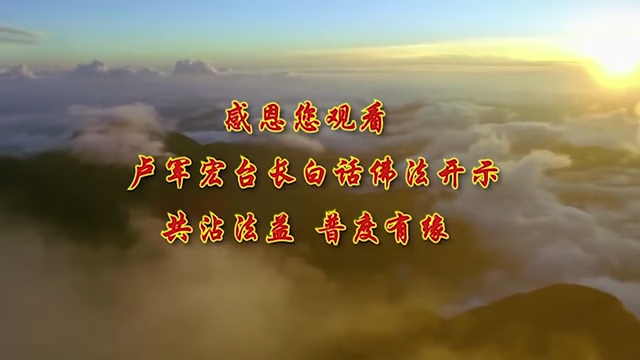 感恩您观看
卢军宏台长白话佛法开示
共沾法益 普度有缘